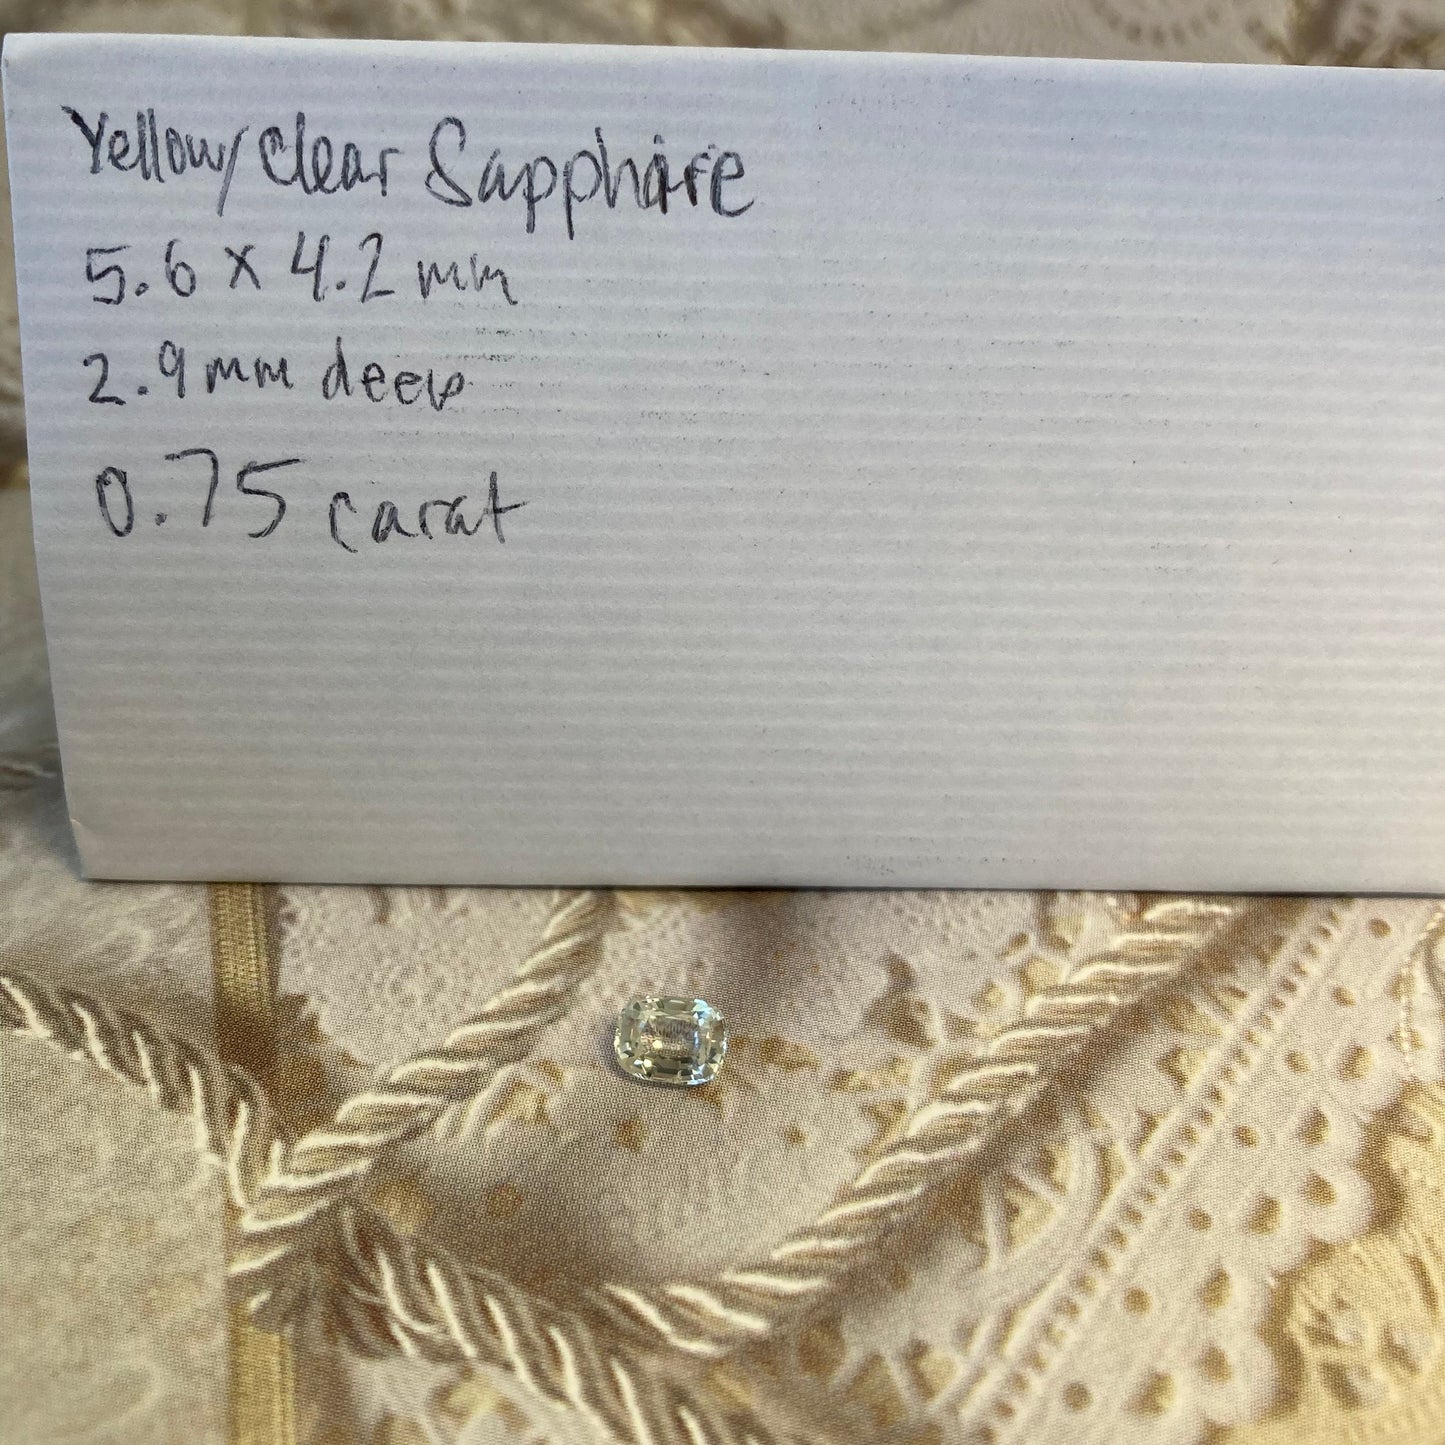 Yellow/clear Sapphire
5.6 x 4.2 mm
2.9mm deep
0.75 carat